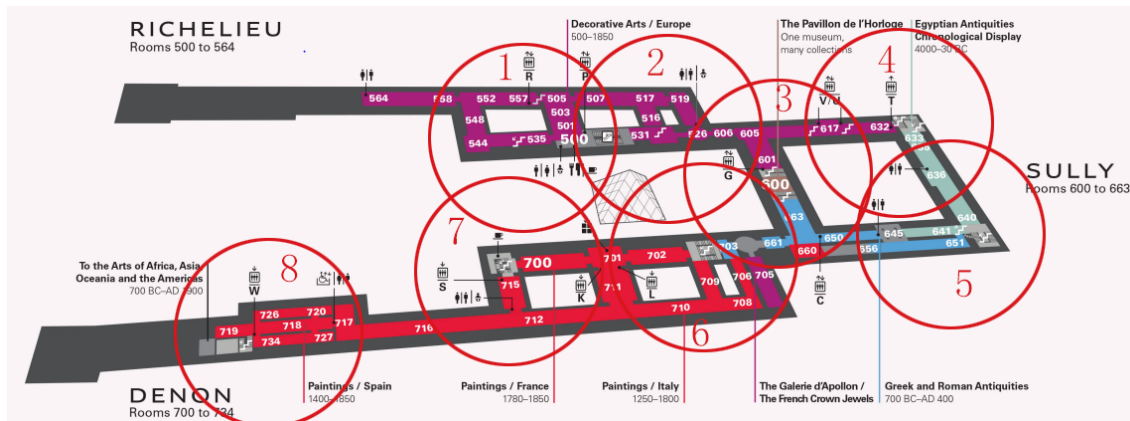 RICHELIEU
Rooms 500 to 564
Decorative Arts / Europe
500–1850
The Pavillon de l'Horloge
One museum,
many collections
Egyptian Antiquities
Chronological Display
4000–30 BC
1
2
3
4
R
P
V/U
T
564
558
552
557
505
507
517
519
548
503
501
516
544
535
500
531
526
606
605
617
632
633
G
601
600
636
SULLY
Rooms 600 to 663
663
640
650
645
641
651
656
660
661
C
5
7
700
701
702
703
705
706
709
708
715
711
S
K
L
710
712
716
6
To the Arts of Africa, Asia,
Oceania and the Americas
700 BC–AD 1900
8
W
726
720
717
719
718
727
734
DENON
Rooms 700 to 734
Paintings / Spain
1400–1850
Paintings / France
1780–1850
Paintings / Italy
1250–1800
The Galerie d'Apollon /
The French Crown Jewels
Greek and Roman Antiquities
700 BC–AD 400